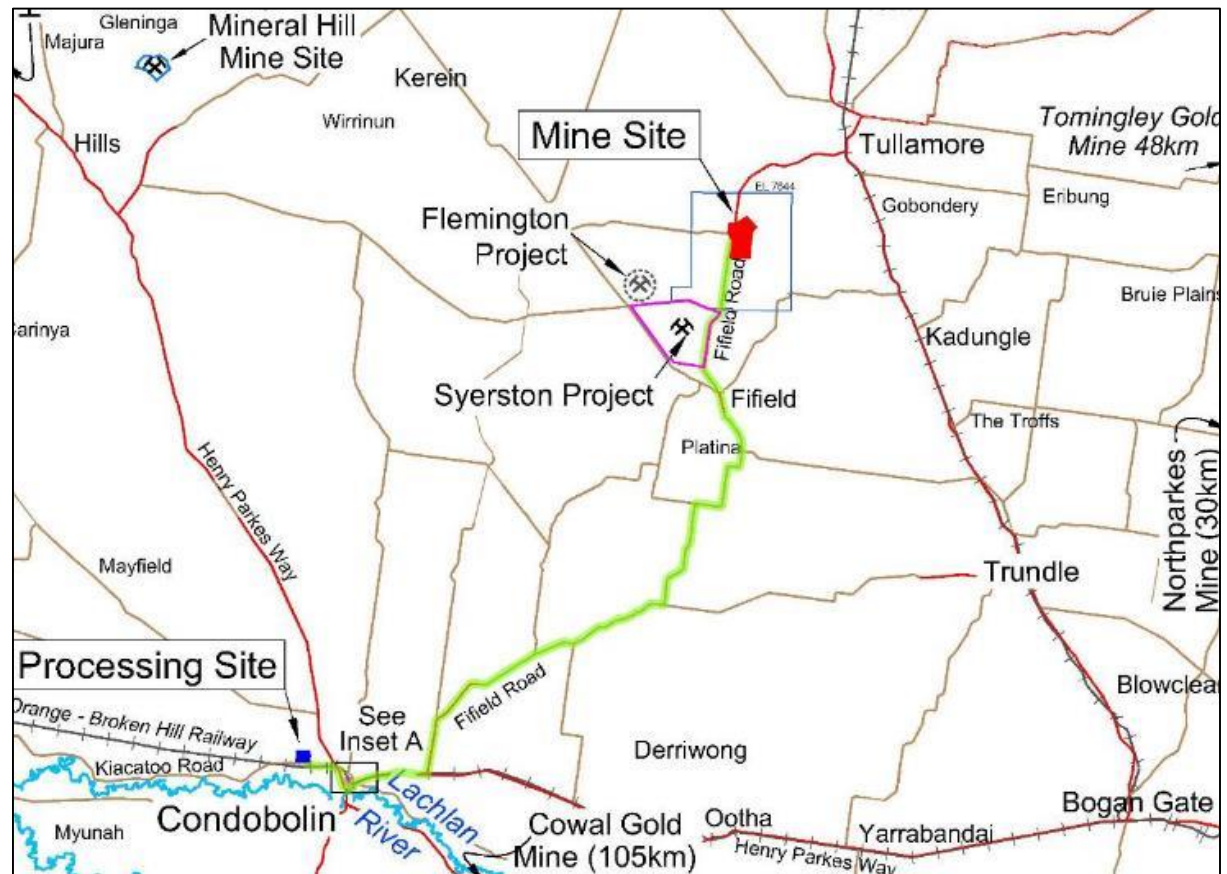 Gleninga
Majura
Mineral Hill
Mine Site
Kerein
Wirrinun
Hills
Mine Site
Tullamore
Tomingley Gold
Mine 48km
EL 7844
Gobondery
Eribung
Flemington
Project
Bruie Plains
Fifield Road
Carinya
Kadungle
Syerston Project
Fifield
The Troffs
Platina
Henry Parkes Way
Northparkes
Mine (30km)
Mayfield
Trundle
Processing Site
Blowclear
Fifield Road
See
Inset A
Orange - Broken Hill Railway
Derriwong
Kiacatoo Road
Lachlan
River
Condobolin
Bogan Gate
Myunah
Cowal Gold
Mine (105km)
Ootha
Yarrabandai
Henry Parkes Way